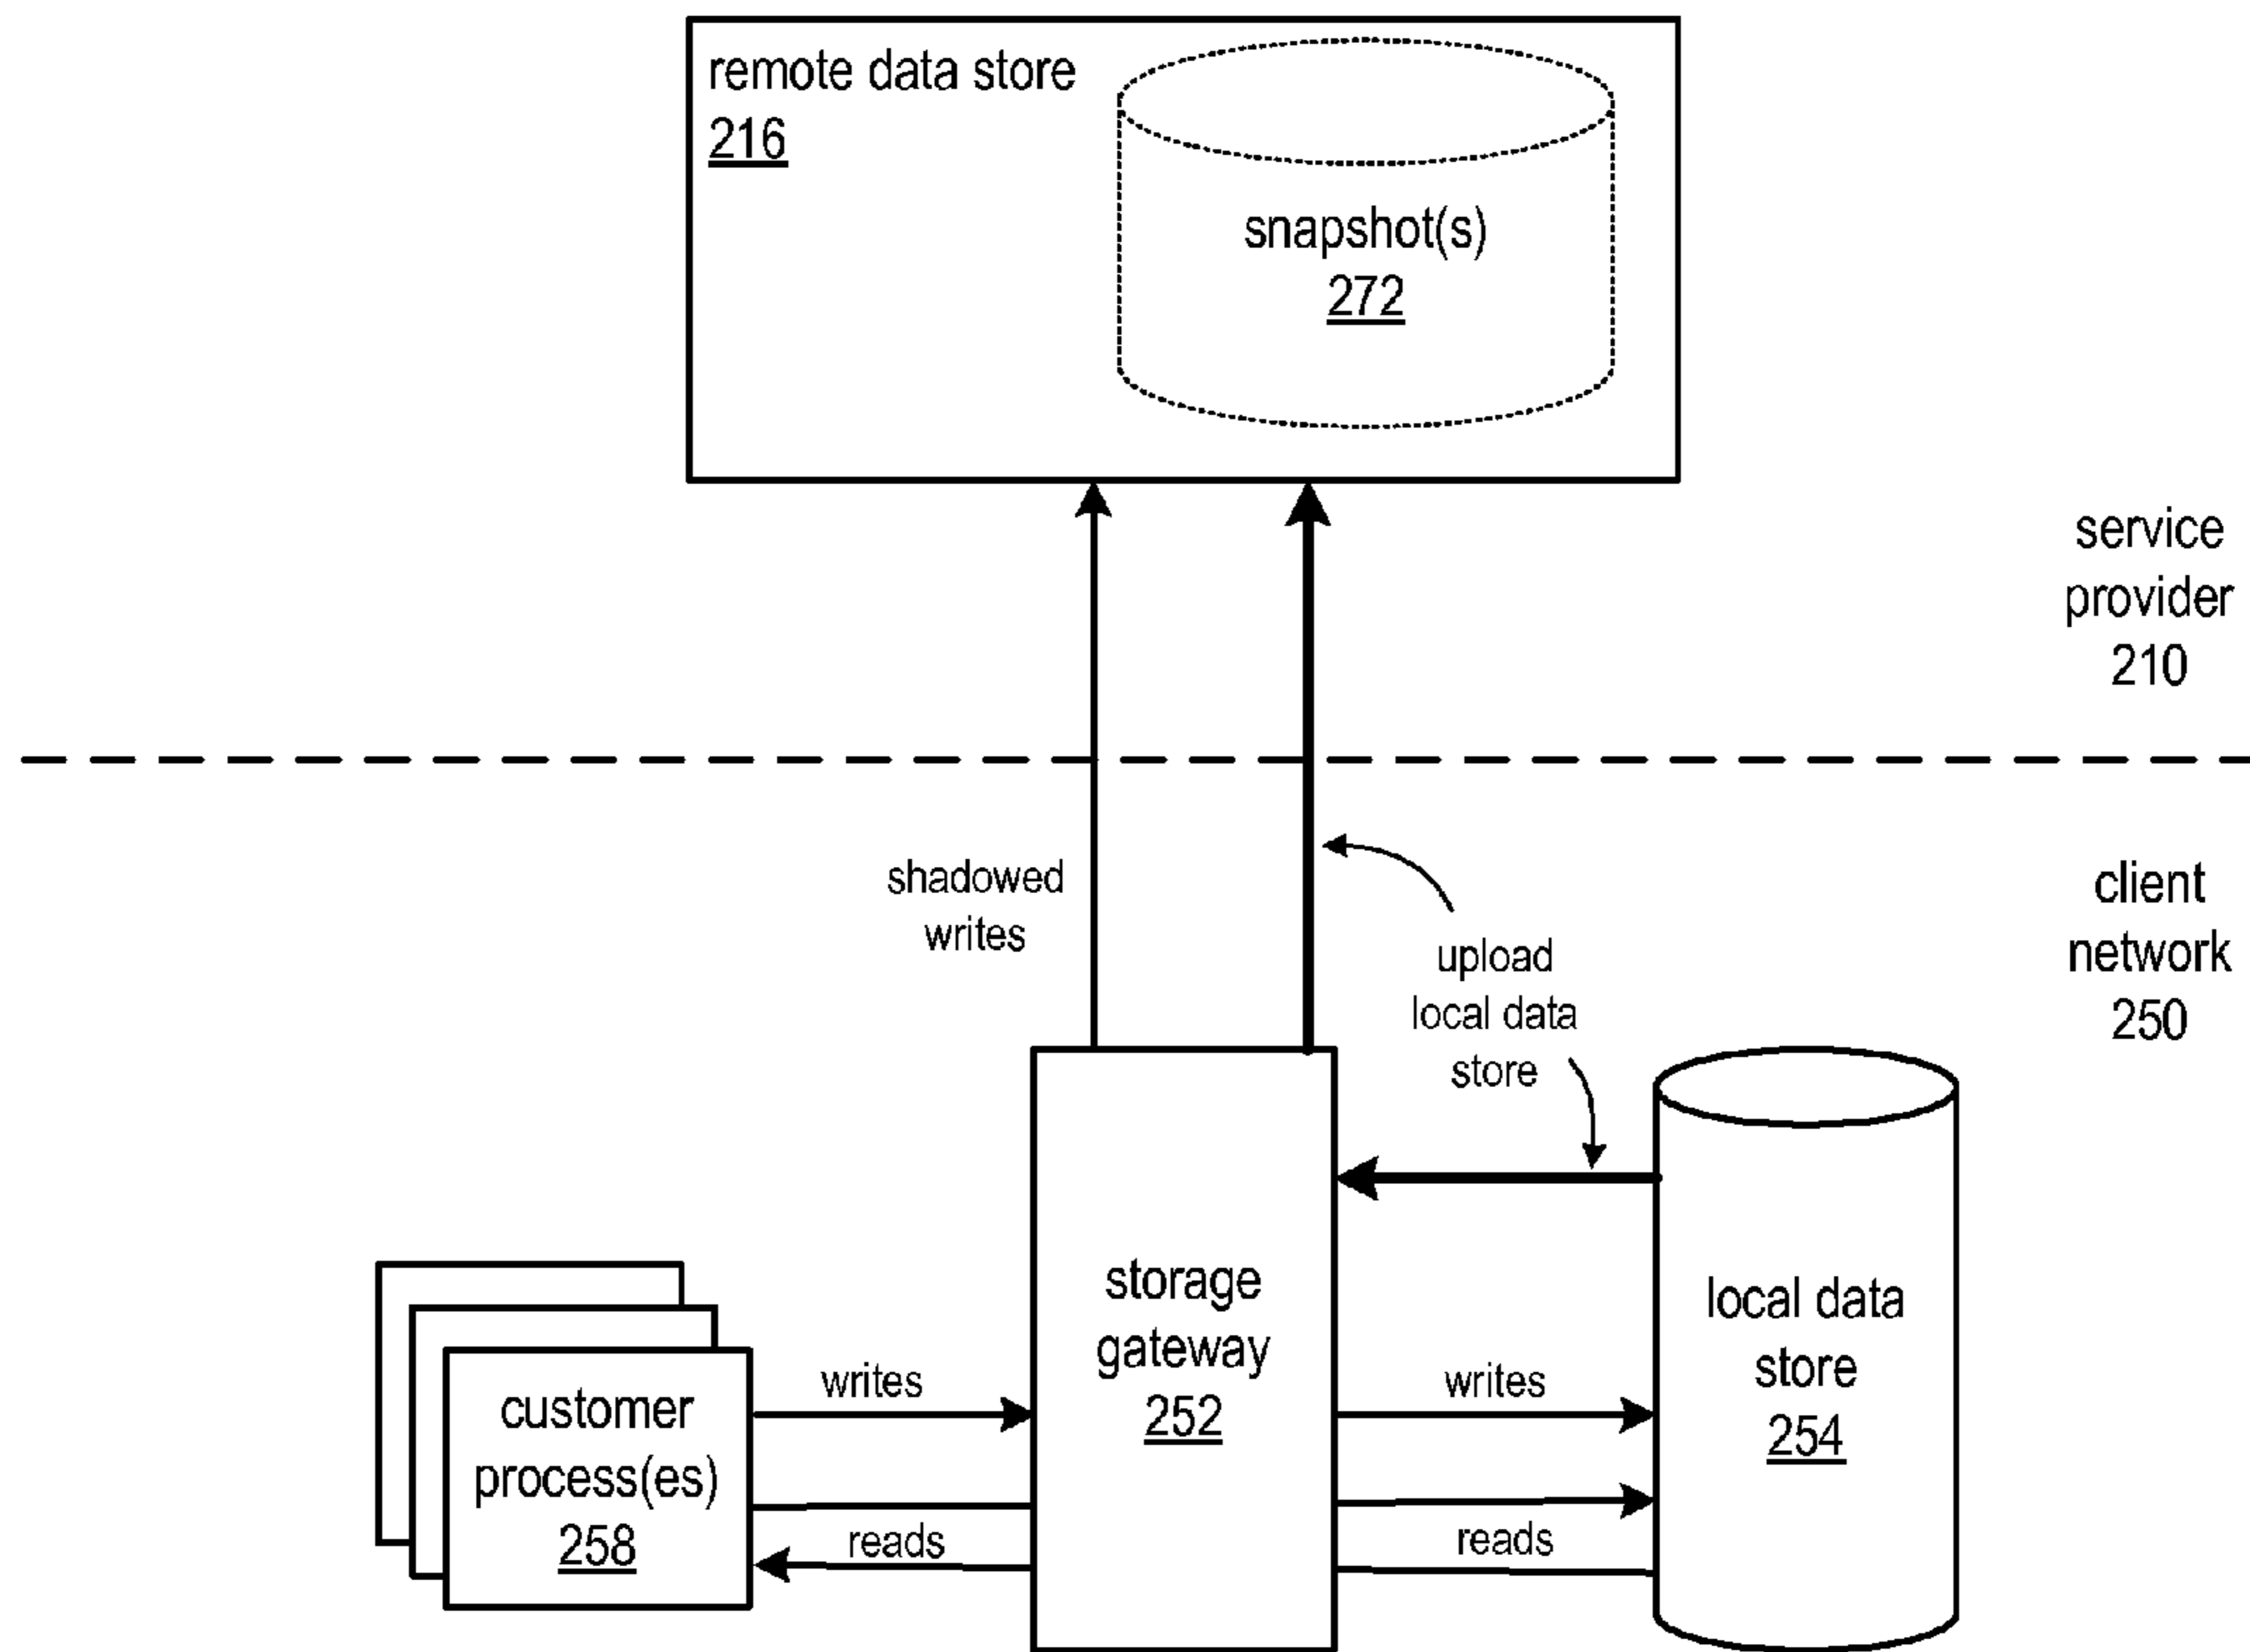 remote data store
216
snapshot(s)
272
service
provider
210
shadowed
writes
client
network
250
upload
local data
store
storage
gateway
252
local data
store
254
customer
process(es)
258
writes
reads
writes
reads